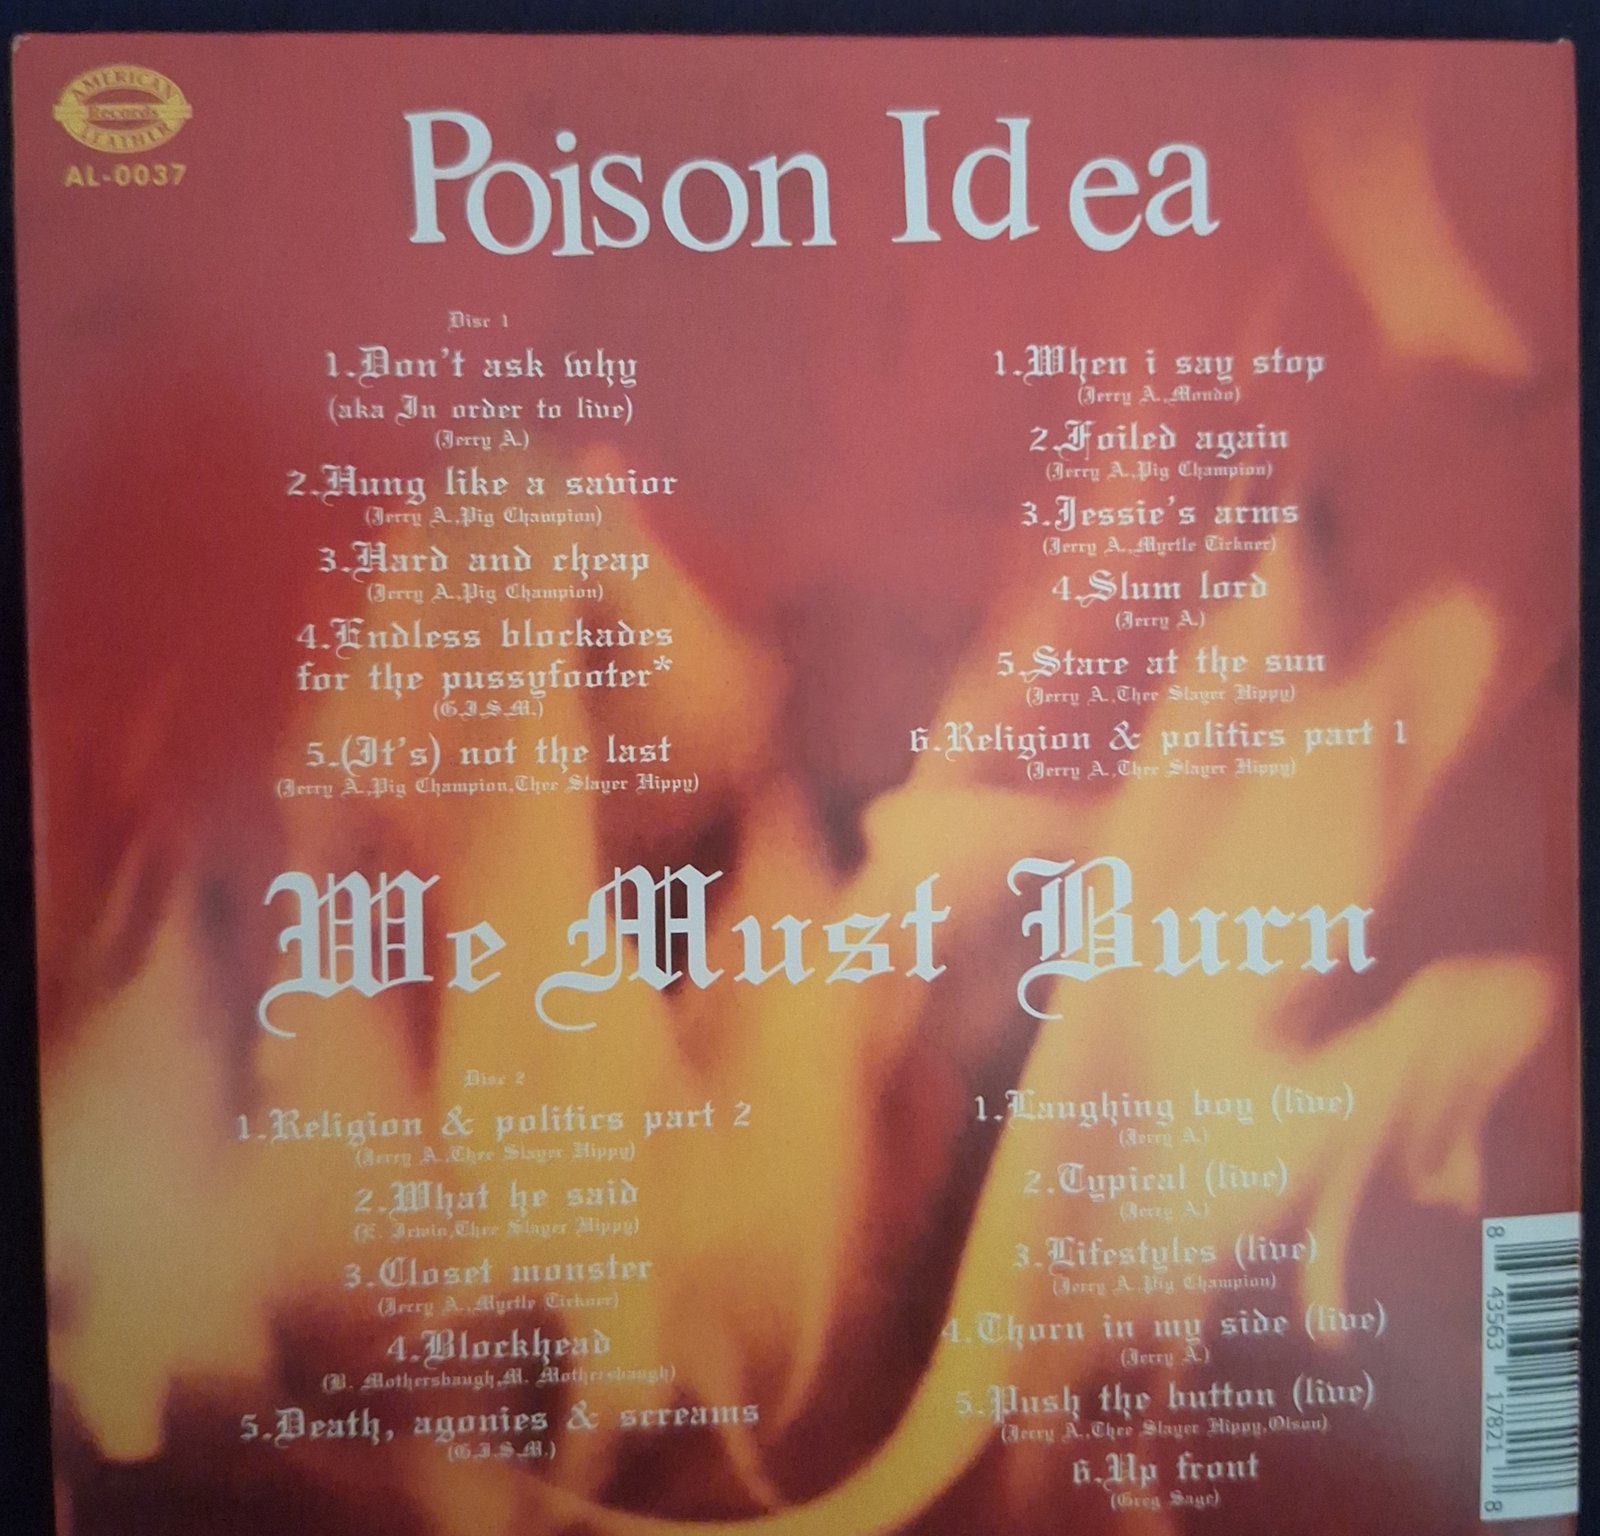 AMERICAN
Records
LEATHER
AL-0037
Poison Idea
Disc 1
1.Don't ask why
(aka In order to live)
(Jerry A.)
2.Hung like a savior
(Jerry A.,Pig Champion)
3.Hard and cheap
(Jerry A.,Pig Champion)
4.Endless blockades
for the pussyfooter*
(G.I.S.M.)
5.(It's) not the last
(Jerry A.,Pig Champion,Thee Slayer Hippy)
1.When i say stop
(Jerry A.,Mondo)
2.Foiled again
(Jerry A.,Pig Champion)
3.Jessie's arms
(Jerry A.,Myrtle Tickner)
4.Slum lord
(Jerry A.)
5.Stare at the sun
(Jerry A.,Thee Slayer Hippy)
6.Religion & politics part 1
(Jerry A.,Thee Slayer Hippy)
We Must Burn
Disc 2
1.Religion & politics part 2
(Jerry A.,Thee Slayer Hippy)
2.What he said
(E. Irwin,Thee Slayer Hippy)
3.Closet monster
(Jerry A.,Myrtle Tickner)
4.Blockhead
(B. Mothersbaugh,M. Mothersbaugh)
5.Death, agonies & screams
(G.I.S.M.)
1.Laughing boy (live)
(Jerry A.)
2.Typical (live)
(Jerry A.)
3.Lifestyles (live)
(Jerry A.,Pig Champion)
4.Thorn in my side (live)
(Jerry A.)
5.Push the button (live)
(Jerry A.,Thee Slayer Hippy,Olson)
6.Up front
(Greg Sage)
8 43563 17821 8